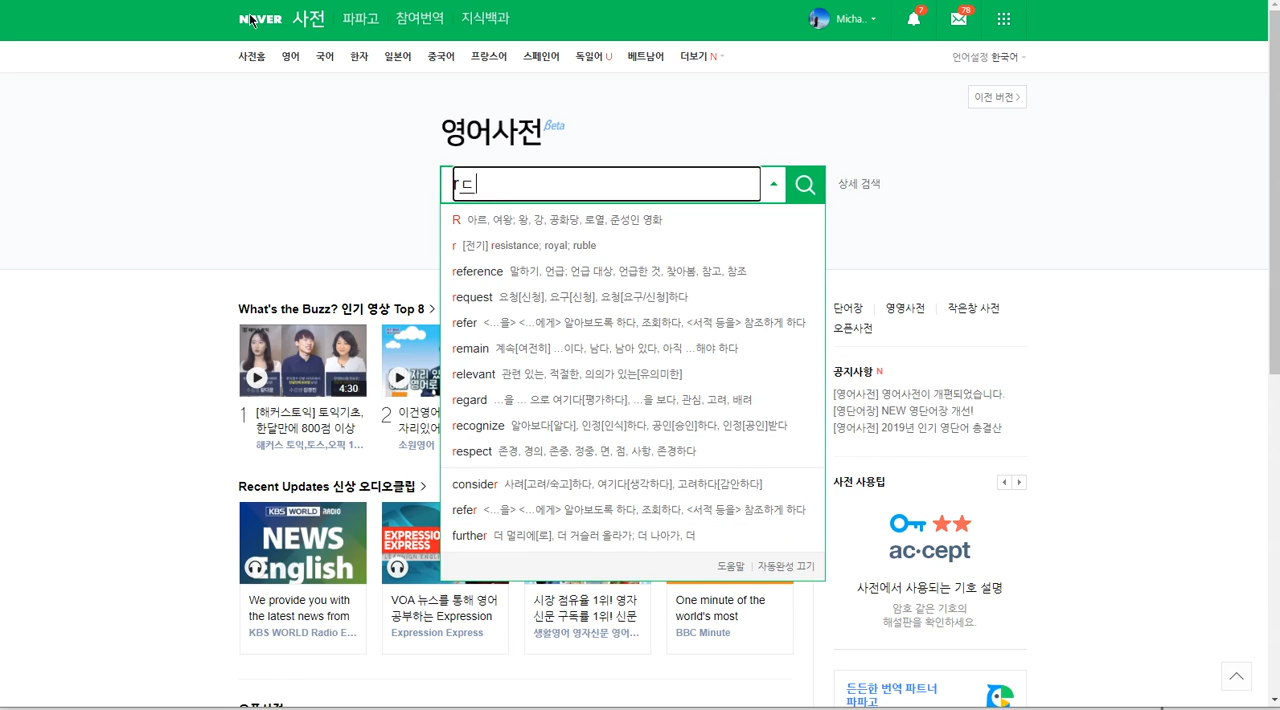 NAVER 사전 파파고 참여번역 지식백과 Micha.. 7 78
사전홈 영어 국어 한자 일본어 중국어 프랑스어 스페인어 독일어 U 베트남어 더보기 N 언어설정 한국어
이전 버전
영어사전 βeta
rㄷ 상세 검색
R 아르, 여왕; 왕, 강, 공화당, 로열, 준성인 영화
r [전기] resistance; royal; ruble
reference 말하기, 언급; 언급 대상, 언급한 것, 찾아봄, 참고, 참조
request 요청[신청], 요구[신청], 요청[요구/신청]하다
refer <…을> <…에게> 알아보도록 하다, 조회하다, <서적 등을> 참조하게 하다
remain 계속[여전히] …이다, 남다, 남아 있다, 아직 …해야 하다
relevant 관련 있는, 적절한, 의의가 있는[유의미한]
regard …을 … 으로 여기다[평가하다], …을 보다, 관심, 고려, 배려
recognize 알아보다[알다], 인정[인식]하다, 공인[승인]하다, 인정[공인]받다
respect 존경, 경의, 존중, 정중, 면, 점, 사항, 존경하다
consider 사려[고려/숙고]하다, 여기다[생각하다], 고려하다[감안하다]
refer <…을> <…에게> 알아보도록 하다, 조회하다, <서적 등을> 참조하게 하다
further 더 멀리에[로], 더 거슬러 올라가; 더 나아가, 더
도움말 자동완성 끄기
What's the Buzz? 인기 영상 Top 8
4:30
1 [해커스토익] 토익기초,
한달만에 800점 이상
해커스 토익,토스,오픽 1...
2 이건영어
자리있어
소원영어
Recent Updates 신상 오디오클립
KBS WORLD RADIO
NEWS
English
EXPRESSION
EXPRESS
We provide you with
the latest news from
KBS WORLD Radio E...
VOA 뉴스를 통해 영어
공부하는 Expression
Expression Express
시장 점유율 1위! 영자
신문 구독률 1위! 신문
생활영어 영자신문 영어...
One minute of the
world's most
BBC Minute
단어장 영영사전 작은창 사전
오픈사전
공지사항 N
[영어사전] 영어사전이 개편되었습니다.
[영단어장] NEW 영단어장 개선!
[영어사전] 2019년 인기 영단어 총결산
사전 사용팁
ac·cept
사전에서 사용되는 기호 설명
암호 같은 기호의
해설판을 확인하세요.
든든한 번역 파트너
파파고